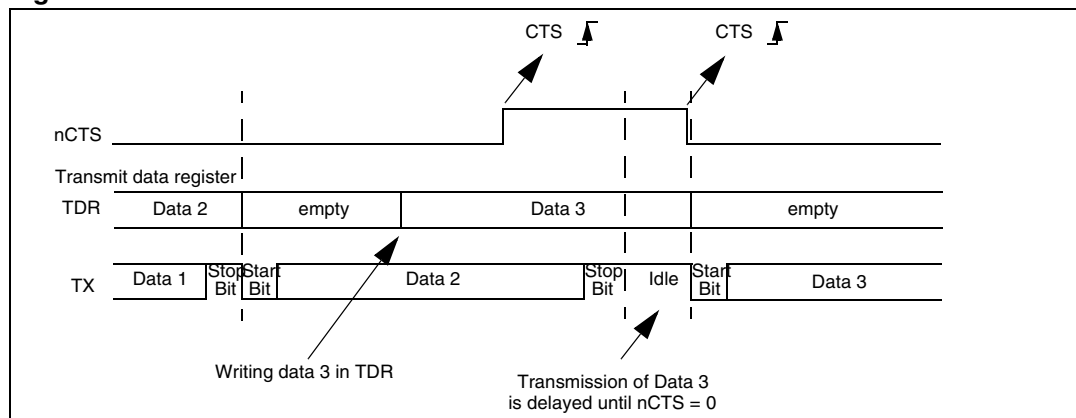 CTS CTS
nCTS
Transmit data register
TDR Data 2 empty Data 3 empty
TX Data 1 Stop Bit Start Bit Data 2 Stop Bit Idle Start Bit Data 3
Writing data 3 in TDR
Transmission of Data 3
is delayed until nCTS = 0